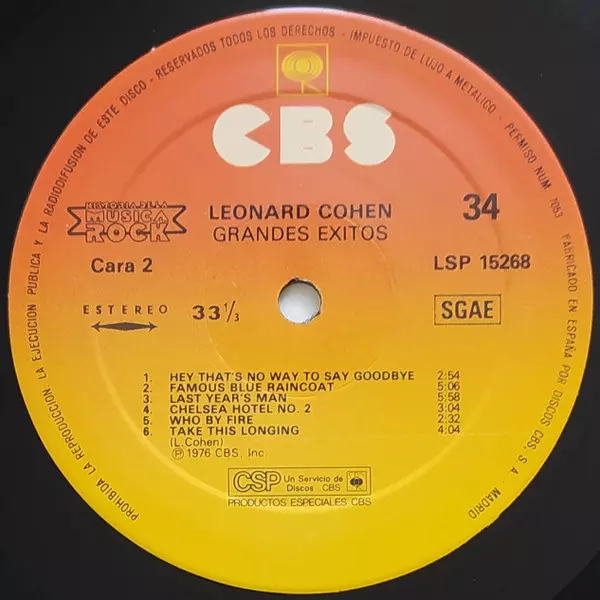 PROHIBIDA LA REPRODUCCION, LA EJECUCION PUBLICA Y LA RADIODIFUSION DE ESTE DISCO - RESERVADOS TODOS LOS DERECHOS - IMPUESTO DE LUJO A METALICO - PERMISO NUM. 7063 FABRICADO EN ESPAÑA POR DISCOS CBS, S. A. - MADRID
CBS
HISTORIA DE LA
MUSICA
ROCK
LEONARD COHEN
GRANDES EXITOS
34
Cara 2
LSP 15268
ESTEREO
33 1/3
SGAE
1. HEY THAT'S NO WAY TO SAY GOODBYE 2:54
2. FAMOUS BLUE RAINCOAT 5:06
3. LAST YEAR'S MAN 5:58
4. CHELSEA HOTEL NO. 2 3:04
5. WHO BY FIRE 2:32
6. TAKE THIS LONGING 4:04
(L. Cohen)
Ⓟ 1976 CBS, Inc
CSP Un Servicio de
Discos CBS
PRODUCTOS ESPECIALES CBS